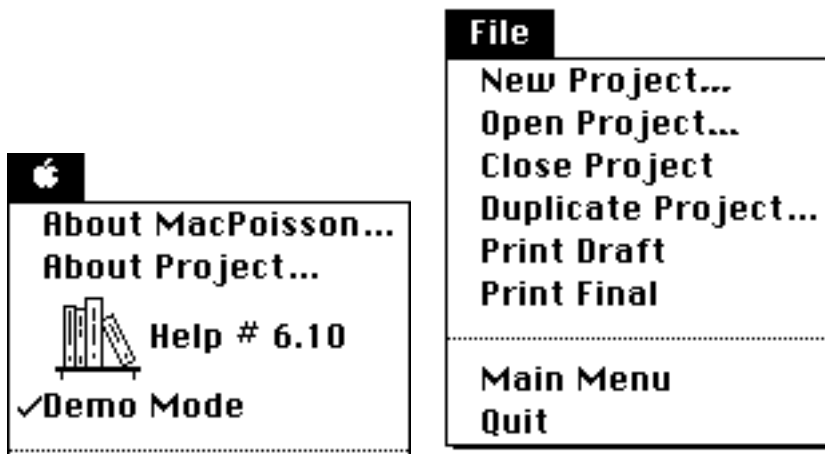 About MacPoisson...
About Project...
Help # 6.10
✓Demo Mode
File
New Project...
Open Project...
Close Project
Duplicate Project...
Print Draft
Print Final
Main Menu
Quit